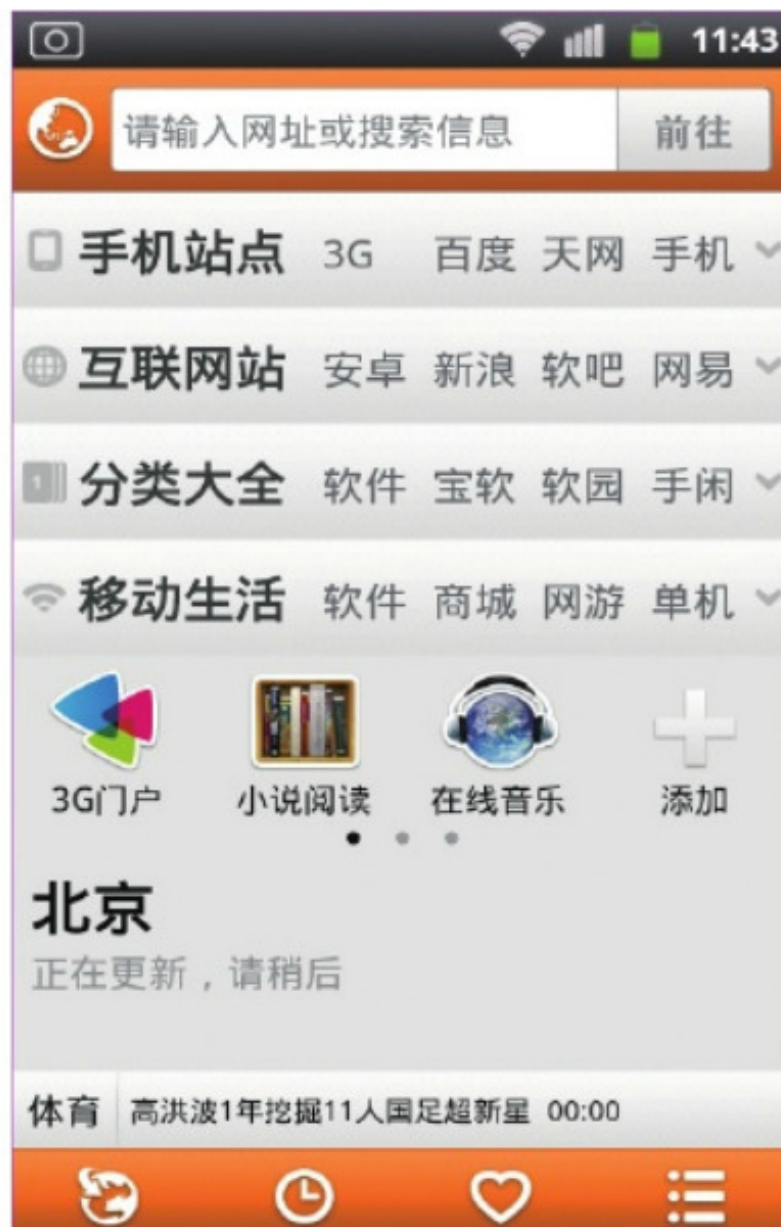 11:43
请输入网址或搜索信息 前往
手机站点 3G 百度 天网 手机
互联网站 安卓 新浪 软吧 网易
1 分类大全 软件 宝软 软园 手闲
移动生活 软件 商城 网游 单机
3G门户 小说阅读 在线音乐 添加
北京
正在更新，请稍后
体育 高洪波1年挖掘11人国足超新星 00:00